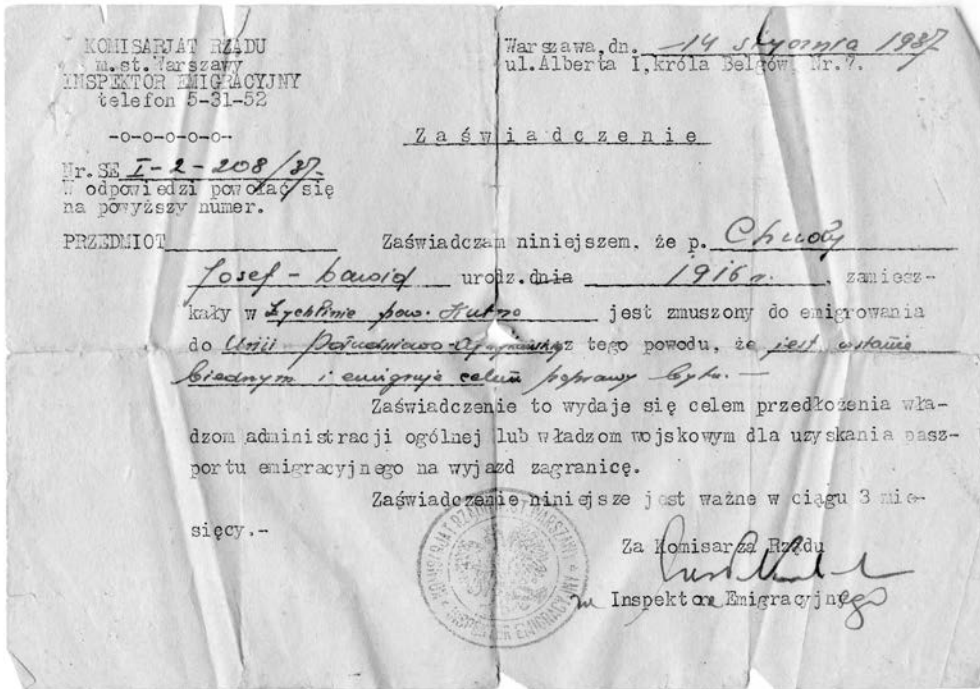 KOMISARJAT RZĄDU
m.st.Warszawy
INSPEKTOR EMIGRACYJNY
telefon 5-31-52
-o-o-o-o-o-
Nr.SE I-2-208/37.
W odpowiedzi powołać się
na powyższy numer.
PRZEDMIOT
Warszawa,dn. 14 stycznia 1937
ul.Alberta I,króla Belgów, Nr.7.
Zaświadczenie
Zaświadczam niniejszem, że p. Chudy
Josef - Dawid urodz.dnia 1916 r. , zamiesz-
kały w Żychlinie pow. Kutno jest zmuszony do emigrowania
do Unii Południowo-Afrykańskiej z tego powodu, że jest
biednym i emigruje celem poprawy bytu. —
Zaświadczenie to wydaje się celem przedłożenia wła-
dzom administracji ogólnej lub władzom wojskowym dla uzyskania pasz-
portu emigracyjnego na wyjazd zagranicę.
Zaświadczenie niniejsze jest ważne w ciągu 3 mie-
sięcy.-
Za Komisarza Rządu
Inspektora Emigracyjnego
INSPEKTOR EMIGRACYJNY